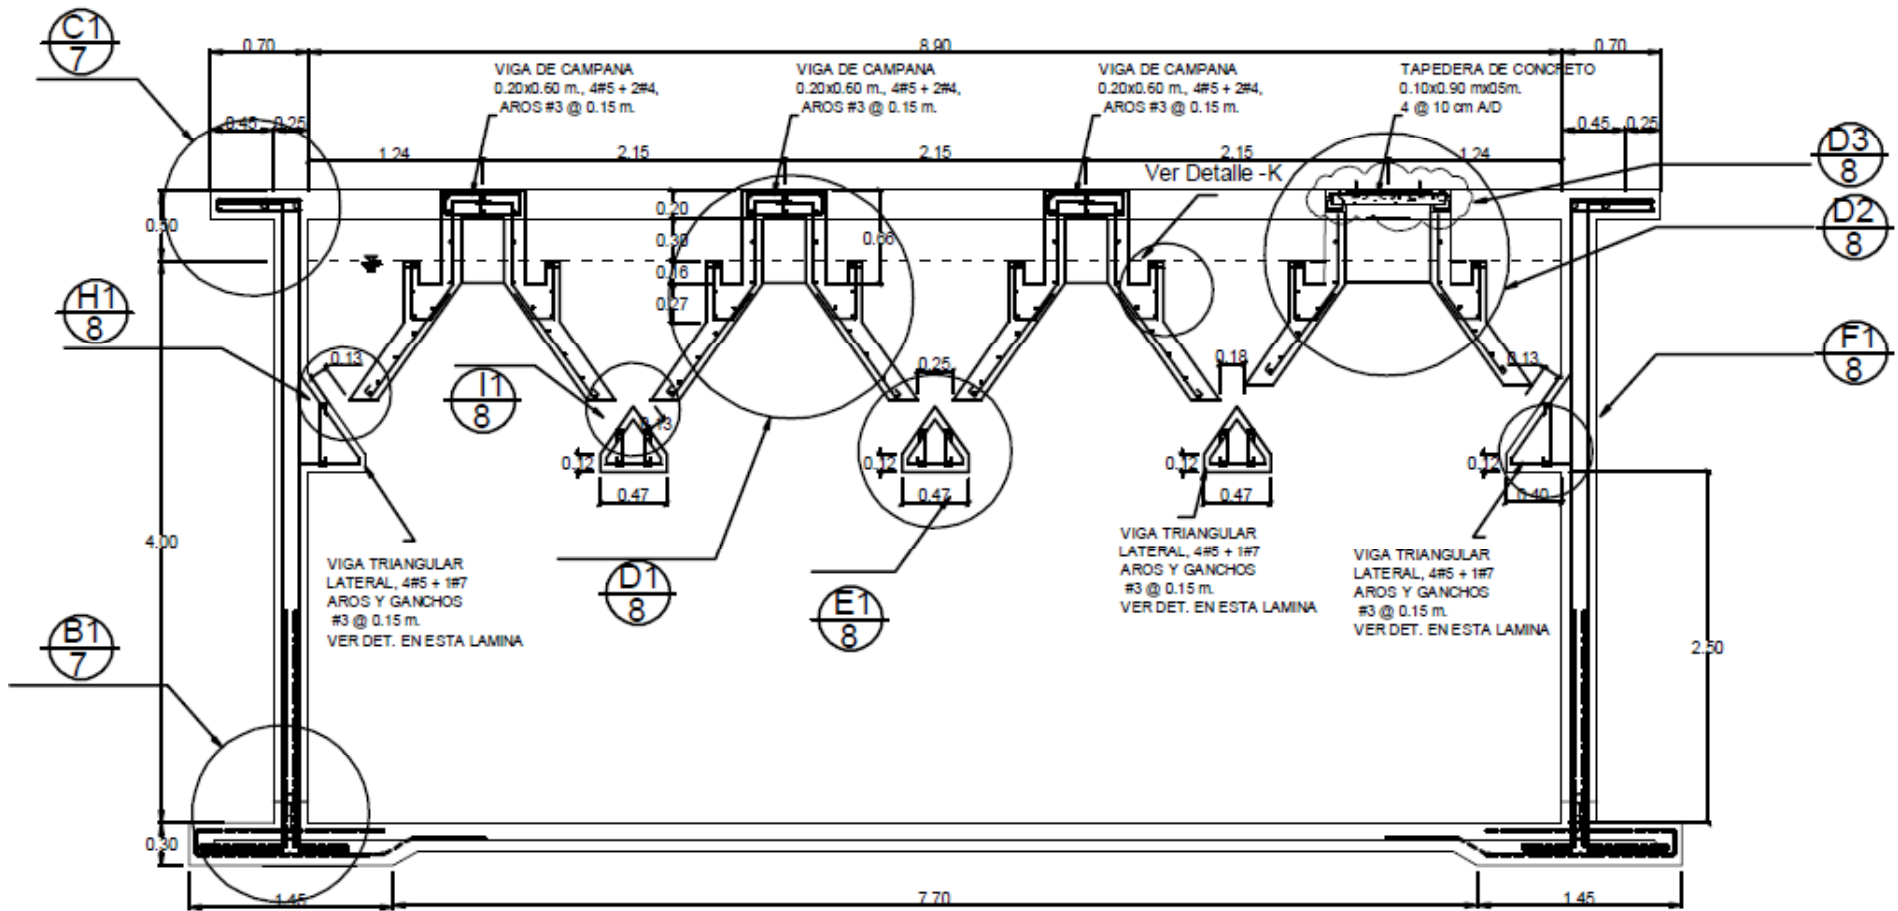 C1
7
0.70
8.90
0.70
VIGA DE CAMPANA
0.20x0.60 m., 4#5 + 2#4,
AROS #3 @ 0.15 m.
VIGA DE CAMPANA
0.20x0.60 m., 4#5 + 2#4,
AROS #3 @ 0.15 m.
VIGA DE CAMPANA
0.20x0.60 m., 4#5 + 2#4,
AROS #3 @ 0.15 m.
TAPEDERA DE CONCRETO
0.10x0.90 mx05m.
4 @ 10 cm A/D
0.45
0.25
0.45
0.25
1.24
2.15
2.15
2.15
1.24
D3
8
Ver Detalle -K
D2
8
0.20
0.30
0.66
0.16
0.27
H1
8
F1
8
0.13
0.25
0.18
0.13
I1
8
0.13
0.12
0.12
0.12
0.12
0.47
0.47
0.47
0.40
4.00
VIGA TRIANGULAR
LATERAL, 4#5 + 1#7
AROS Y GANCHOS
#3 @ 0.15 m.
VER DET. EN ESTA LAMINA
VIGA TRIANGULAR
LATERAL, 4#5 + 1#7
AROS Y GANCHOS
#3 @ 0.15 m.
VER DET. EN ESTA LAMINA
VIGA TRIANGULAR
LATERAL, 4#5 + 1#7
AROS Y GANCHOS
#3 @ 0.15 m.
VER DET. EN ESTA LAMINA
D1
8
E1
8
B1
7
2.50
0.30
1.45
7.70
1.45